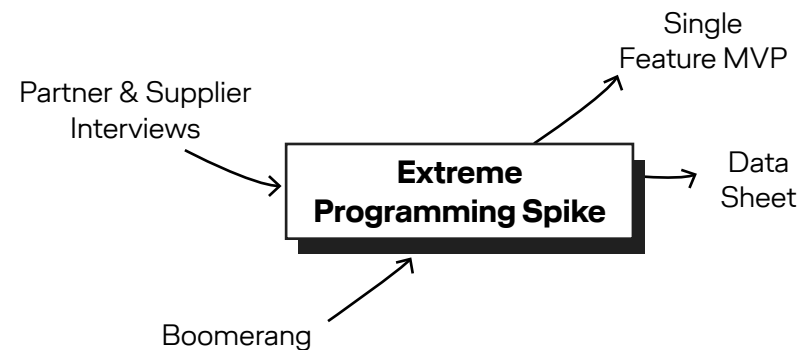 Single
Feature MVP
Partner & Supplier
Interviews
Extreme
Programming Spike
Data
Sheet
Boomerang